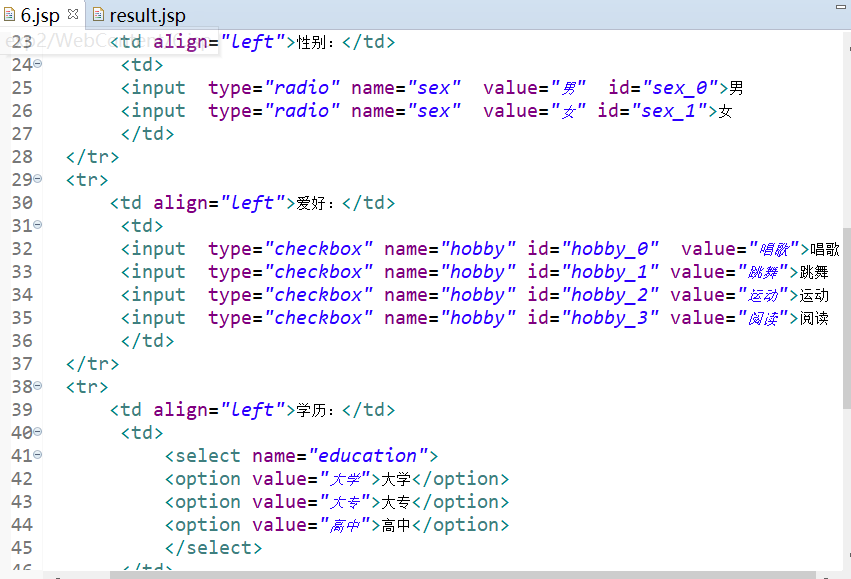 6.jsp result.jsp
23 <td align="left">性别：</td>
24 <td>
25 <input type="radio" name="sex" value="男" id="sex_0">男
26 <input type="radio" name="sex" value="女" id="sex_1">女
27 </td>
28 </tr>
29 <tr>
30 <td align="left">爱好：</td>
31 <td>
32 <input type="checkbox" name="hobby" id="hobby_0" value="唱歌">唱歌
33 <input type="checkbox" name="hobby" id="hobby_1" value="跳舞">跳舞
34 <input type="checkbox" name="hobby" id="hobby_2" value="运动">运动
35 <input type="checkbox" name="hobby" id="hobby_3" value="阅读">阅读
36 </td>
37 </tr>
38 <tr>
39 <td align="left">学历：</td>
40 <td>
41 <select name="education">
42 <option value="大学">大学</option>
43 <option value="大专">大专</option>
44 <option value="高中">高中</option>
45 </select>
46 </td>